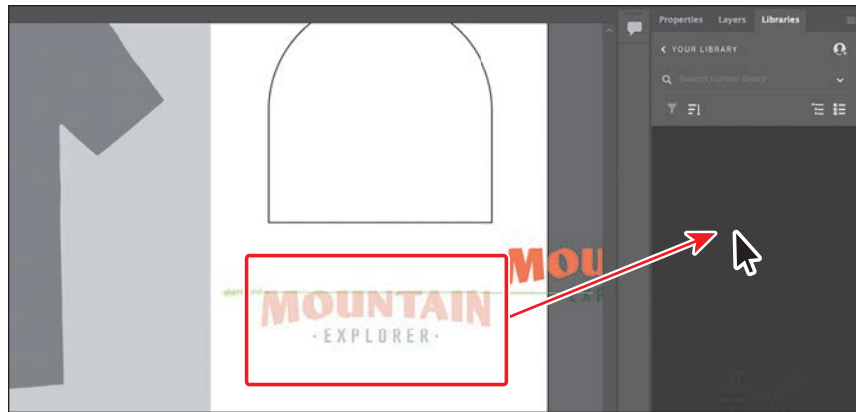 Properties Layers Libraries
YOUR LIBRARY
Search current library
MOU
MOUNTAIN
· EXPLORER ·